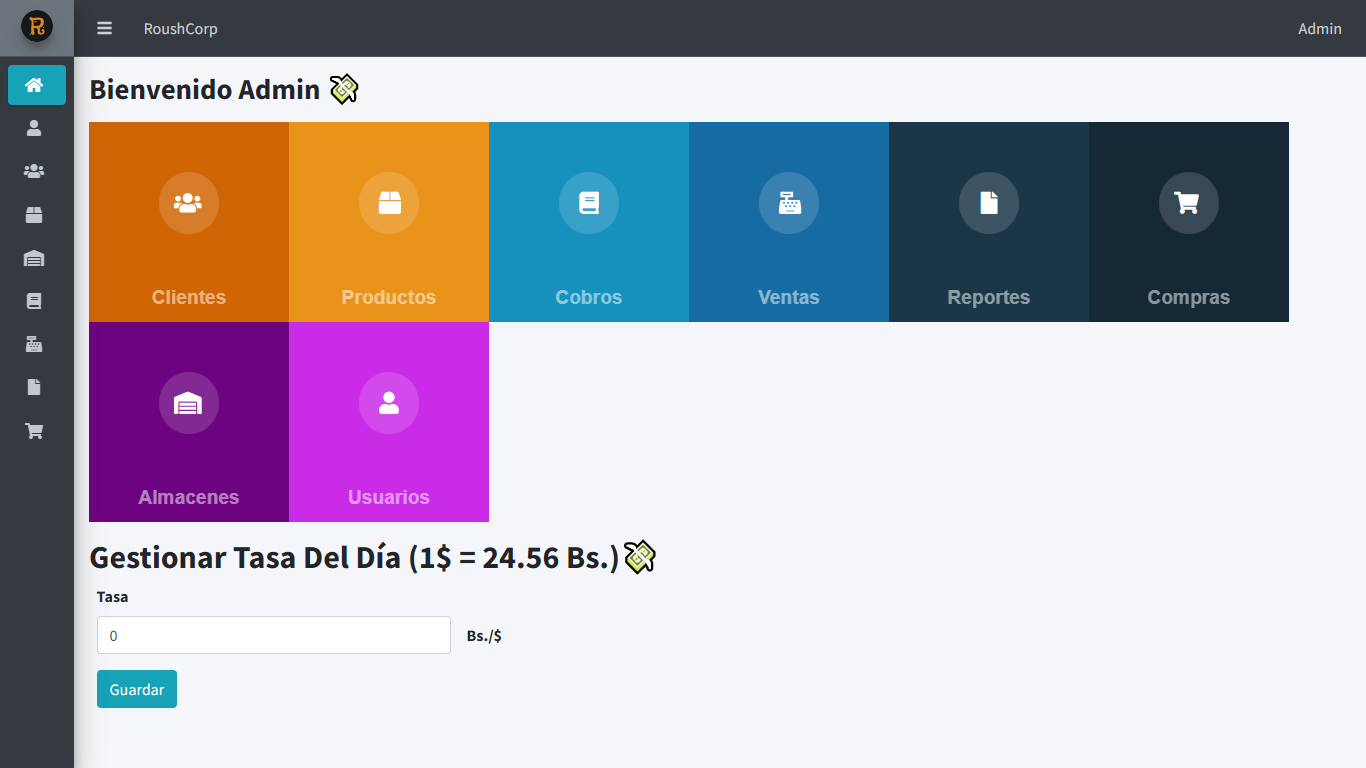 R
RoushCorp
Admin
Bienvenido Admin
Clientes
Productos
Cobros
Ventas
Reportes
Compras
Almacenes
Usuarios
Gestionar Tasa Del Día (1$ = 24.56 Bs.)
Tasa
0
Bs./$
Guardar